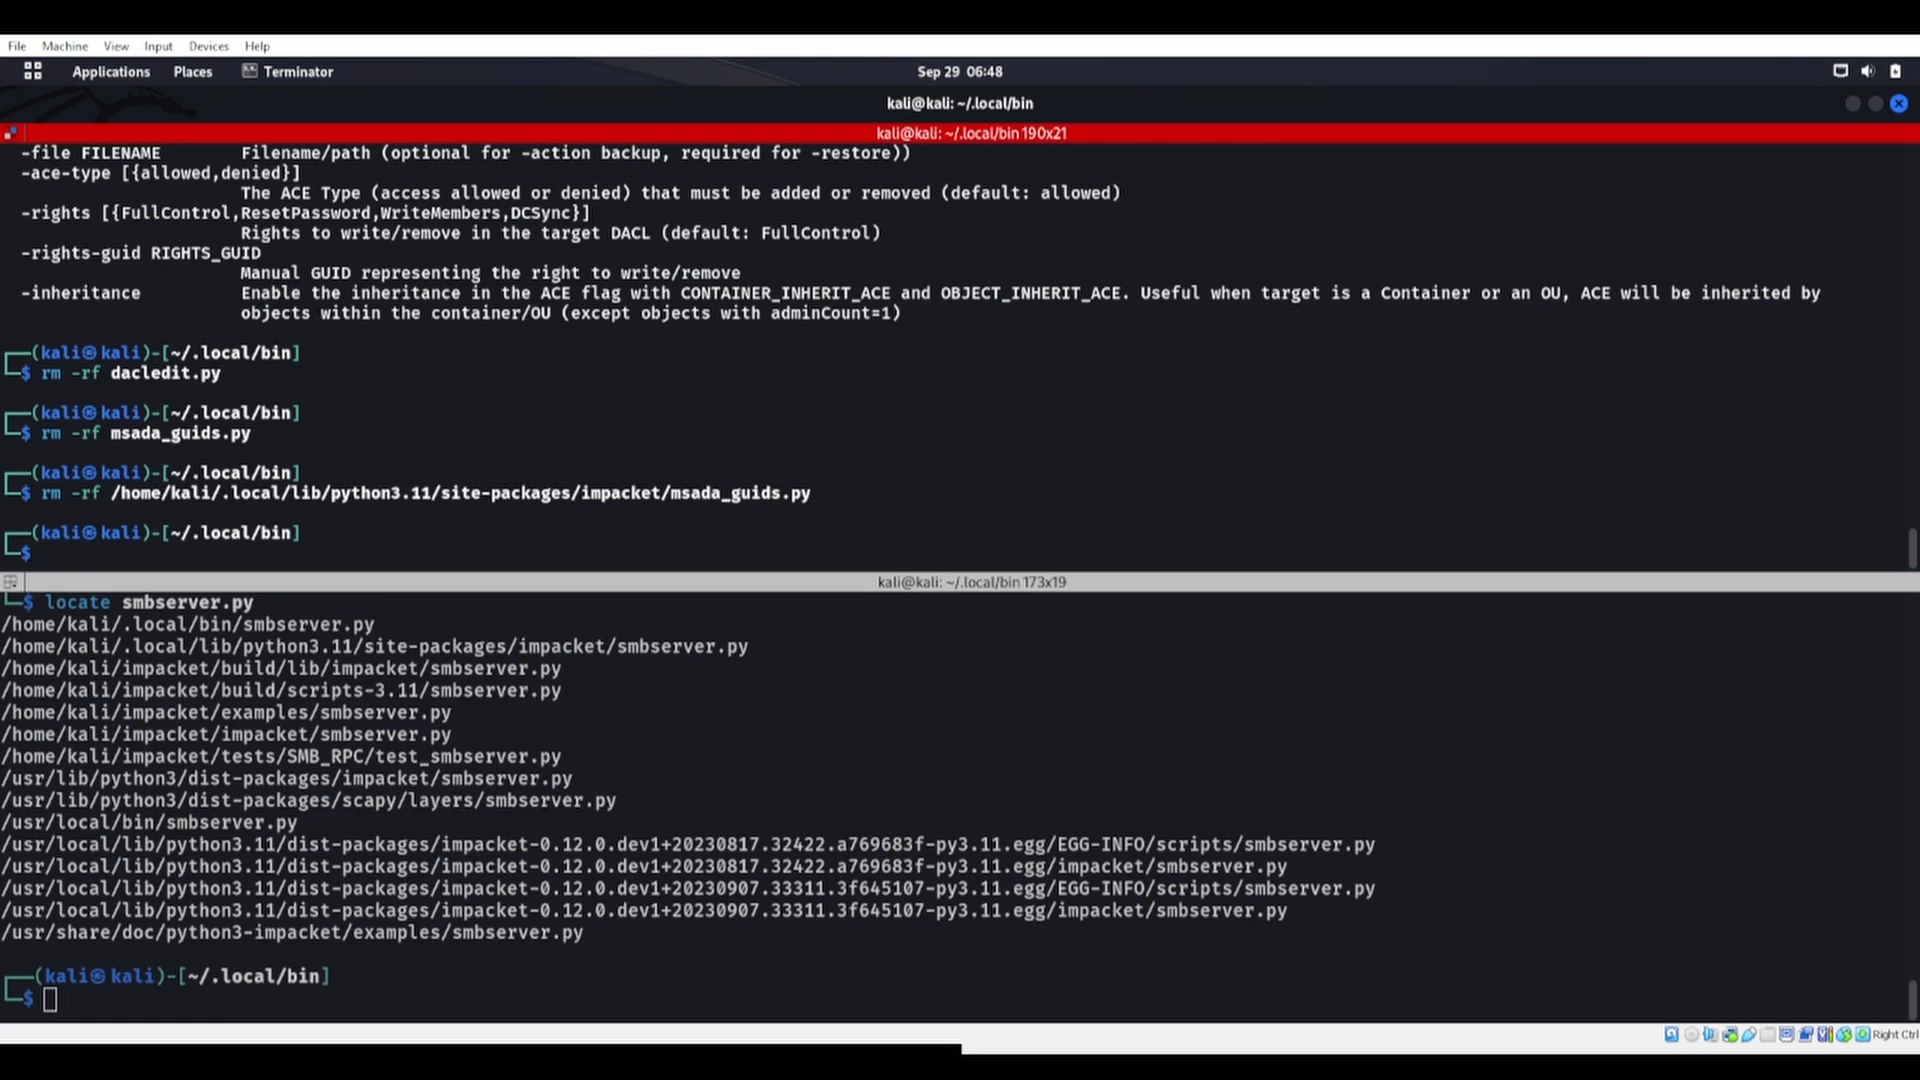 File Machine View Input Devices Help
Applications Places Terminator Sep 29 06:48
kali@kali: ~/.local/bin
kali@kali: ~/.local/bin 190x21
-file FILENAME Filename/path (optional for -action backup, required for -restore))
-ace-type [{allowed,denied}]
The ACE Type (access allowed or denied) that must be added or removed (default: allowed)
-rights [{FullControl,ResetPassword,WriteMembers,DCSync}]
Rights to write/remove in the target DACL (default: FullControl)
-rights-guid RIGHTS_GUID
Manual GUID representing the right to write/remove
-inheritance Enable the inheritance in the ACE flag with CONTAINER_INHERIT_ACE and OBJECT_INHERIT_ACE. Useful when target is a Container or an OU, ACE will be inherited by
objects within the container/OU (except objects with adminCount=1)
┌──(kali㉿kali)-[~/.local/bin]
└─$ rm -rf dacledit.py
┌──(kali㉿kali)-[~/.local/bin]
└─$ rm -rf msada_guids.py
┌──(kali㉿kali)-[~/.local/bin]
└─$ rm -rf /home/kali/.local/lib/python3.11/site-packages/impacket/msada_guids.py
┌──(kali㉿kali)-[~/.local/bin]
└─$
kali@kali: ~/.local/bin 173x19
└─$ locate smbserver.py
/home/kali/.local/bin/smbserver.py
/home/kali/.local/lib/python3.11/site-packages/impacket/smbserver.py
/home/kali/impacket/build/lib/impacket/smbserver.py
/home/kali/impacket/build/scripts-3.11/smbserver.py
/home/kali/impacket/examples/smbserver.py
/home/kali/impacket/impacket/smbserver.py
/home/kali/impacket/tests/SMB_RPC/test_smbserver.py
/usr/lib/python3/dist-packages/impacket/smbserver.py
/usr/lib/python3/dist-packages/scapy/layers/smbserver.py
/usr/local/bin/smbserver.py
/usr/local/lib/python3.11/dist-packages/impacket-0.12.0.dev1+20230817.32422.a769683f-py3.11.egg/EGG-INFO/scripts/smbserver.py
/usr/local/lib/python3.11/dist-packages/impacket-0.12.0.dev1+20230817.32422.a769683f-py3.11.egg/impacket/smbserver.py
/usr/local/lib/python3.11/dist-packages/impacket-0.12.0.dev1+20230907.33311.3f645107-py3.11.egg/EGG-INFO/scripts/smbserver.py
/usr/local/lib/python3.11/dist-packages/impacket-0.12.0.dev1+20230907.33311.3f645107-py3.11.egg/impacket/smbserver.py
/usr/share/doc/python3-impacket/examples/smbserver.py
┌──(kali㉿kali)-[~/.local/bin]
└─$
Right Ctrl